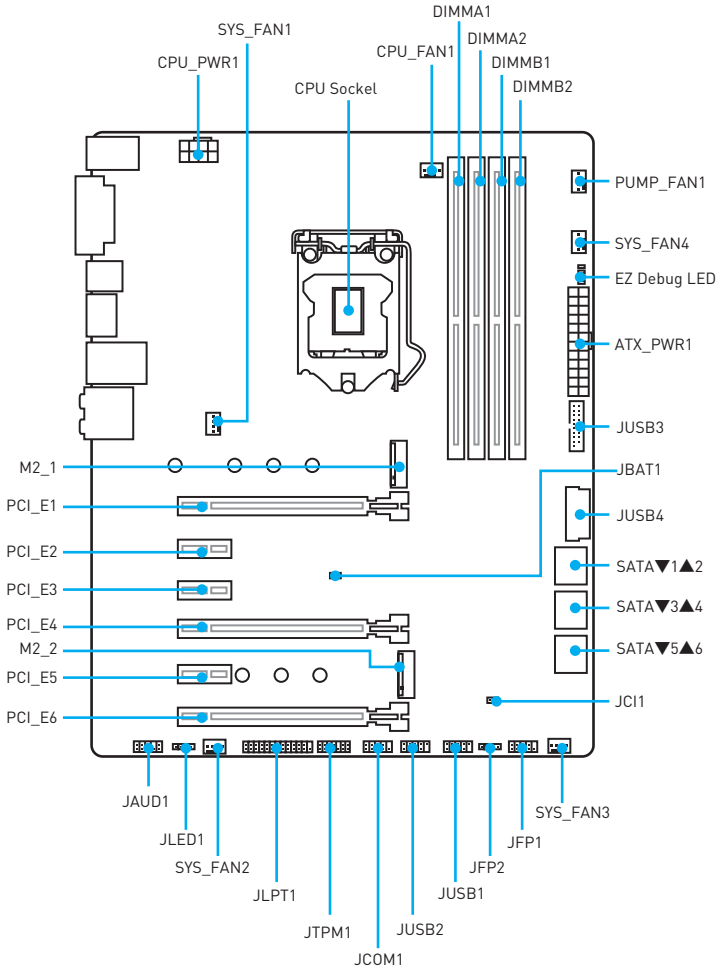 DIMMA1
SYS_FAN1
DIMMA2
CPU_FAN1
CPU_PWR1
DIMMB1
CPU Sockel
DIMMB2
PUMP_FAN1
SYS_FAN4
EZ Debug LED
ATX_PWR1
JUSB3
M2_1
JBAT1
PCI_E1
JUSB4
PCI_E2
SATA▼1▲2
PCI_E3
SATA▼3▲4
PCI_E4
M2_2
SATA▼5▲6
PCI_E5
JCI1
PCI_E6
JAUD1
SYS_FAN3
JLED1
JFP1
SYS_FAN2
JFP2
JLPT1
JUSB1
JTPM1
JUSB2
JCOM1